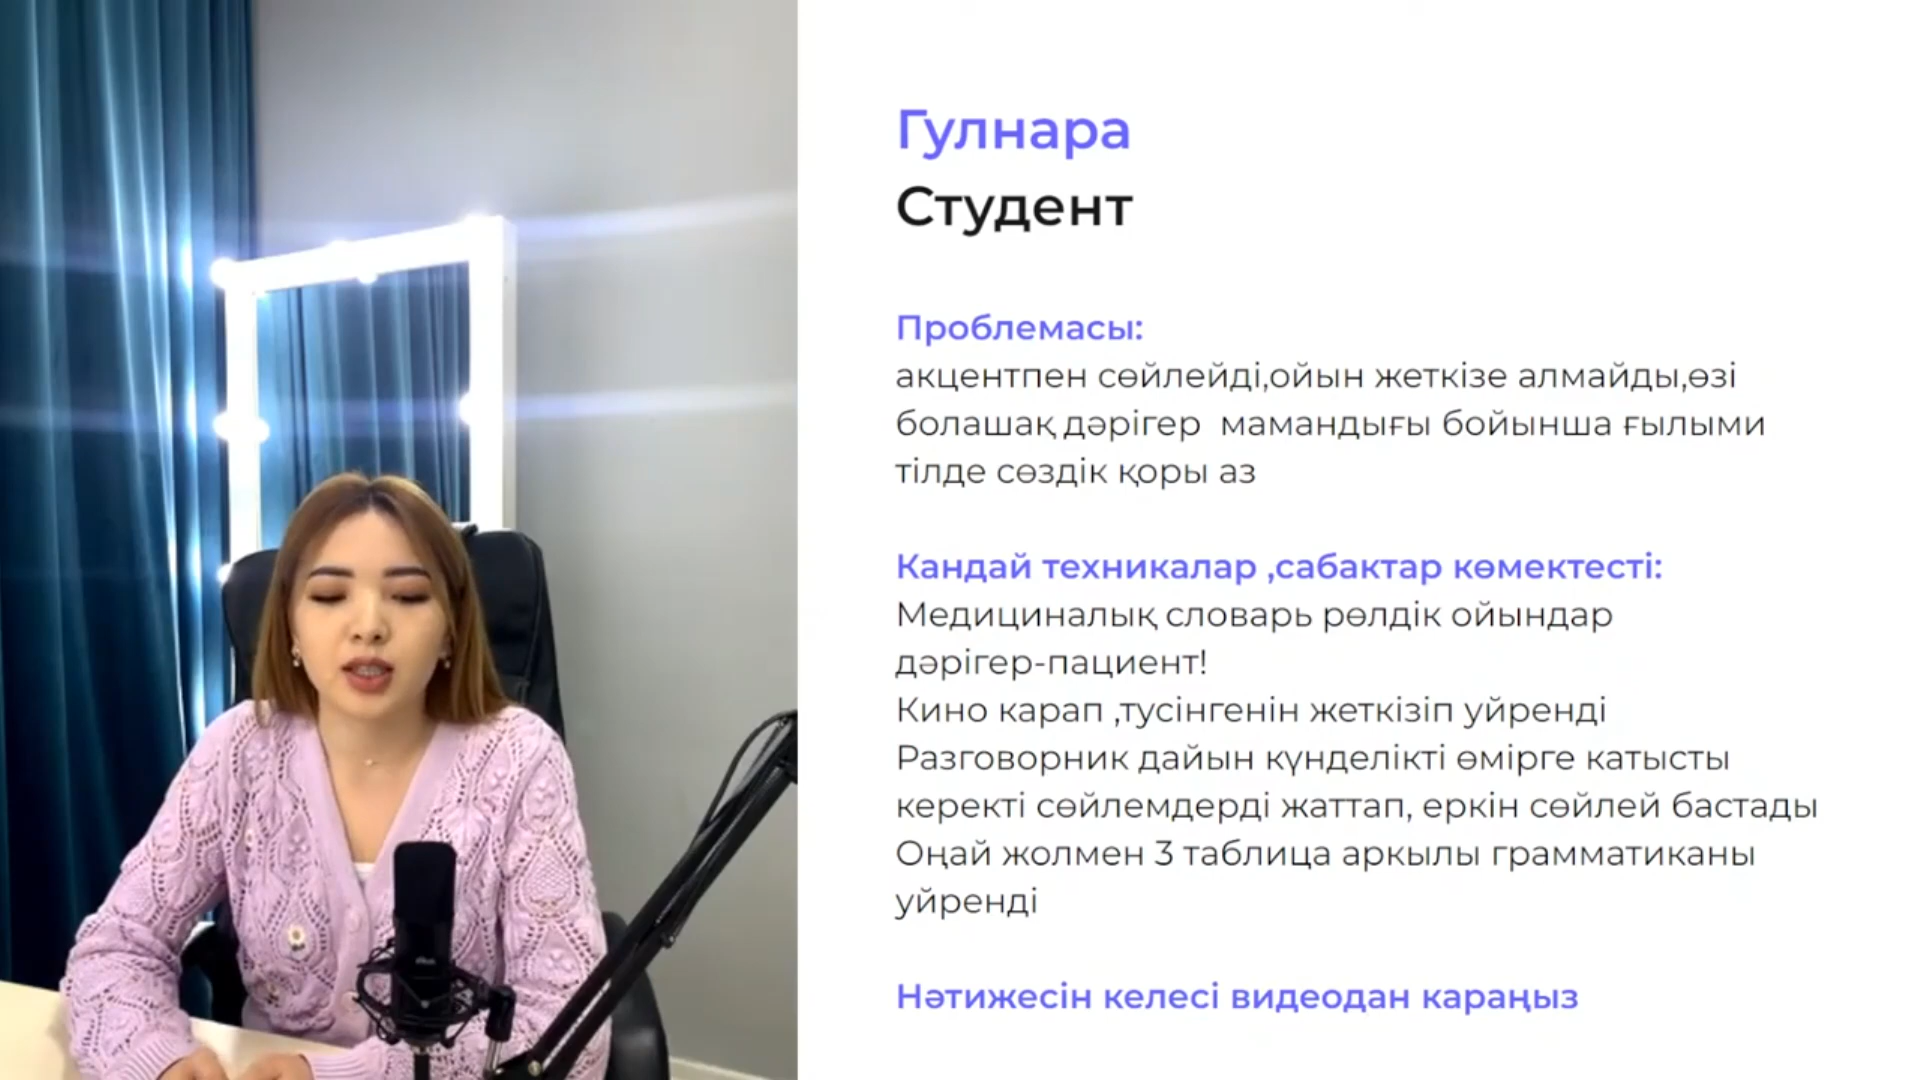 Гулнара
Студент
Проблемасы:
акцентпен сөйлейді,ойын жеткізе алмайды,өзі
болашақ дәрігер мамандығы бойынша ғылыми
тілде сөздік қоры аз
Кандай техникалар ,сабактар көмектесті:
Медициналық словарь рөлдік ойындар
дәрігер-пациент!
Кино карап ,тусінгенін жеткізіп уйренді
Разговорник дайын күнделікті өмірге катысты
керекті сөйлемдерді жаттап, еркін сөйлей бастады
Оңай жолмен 3 таблица аркылы грамматиканы
уйренді
Нәтижесін келесі видеодан караңыз